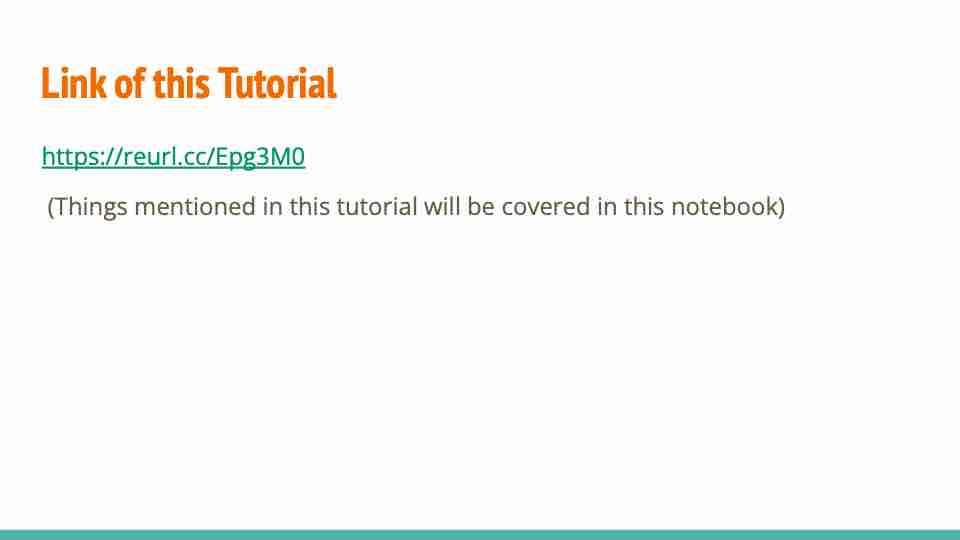 Link of this Tutorial
https://reurl.cc/Epg3M0
(Things mentioned in this tutorial will be covered in this notebook)